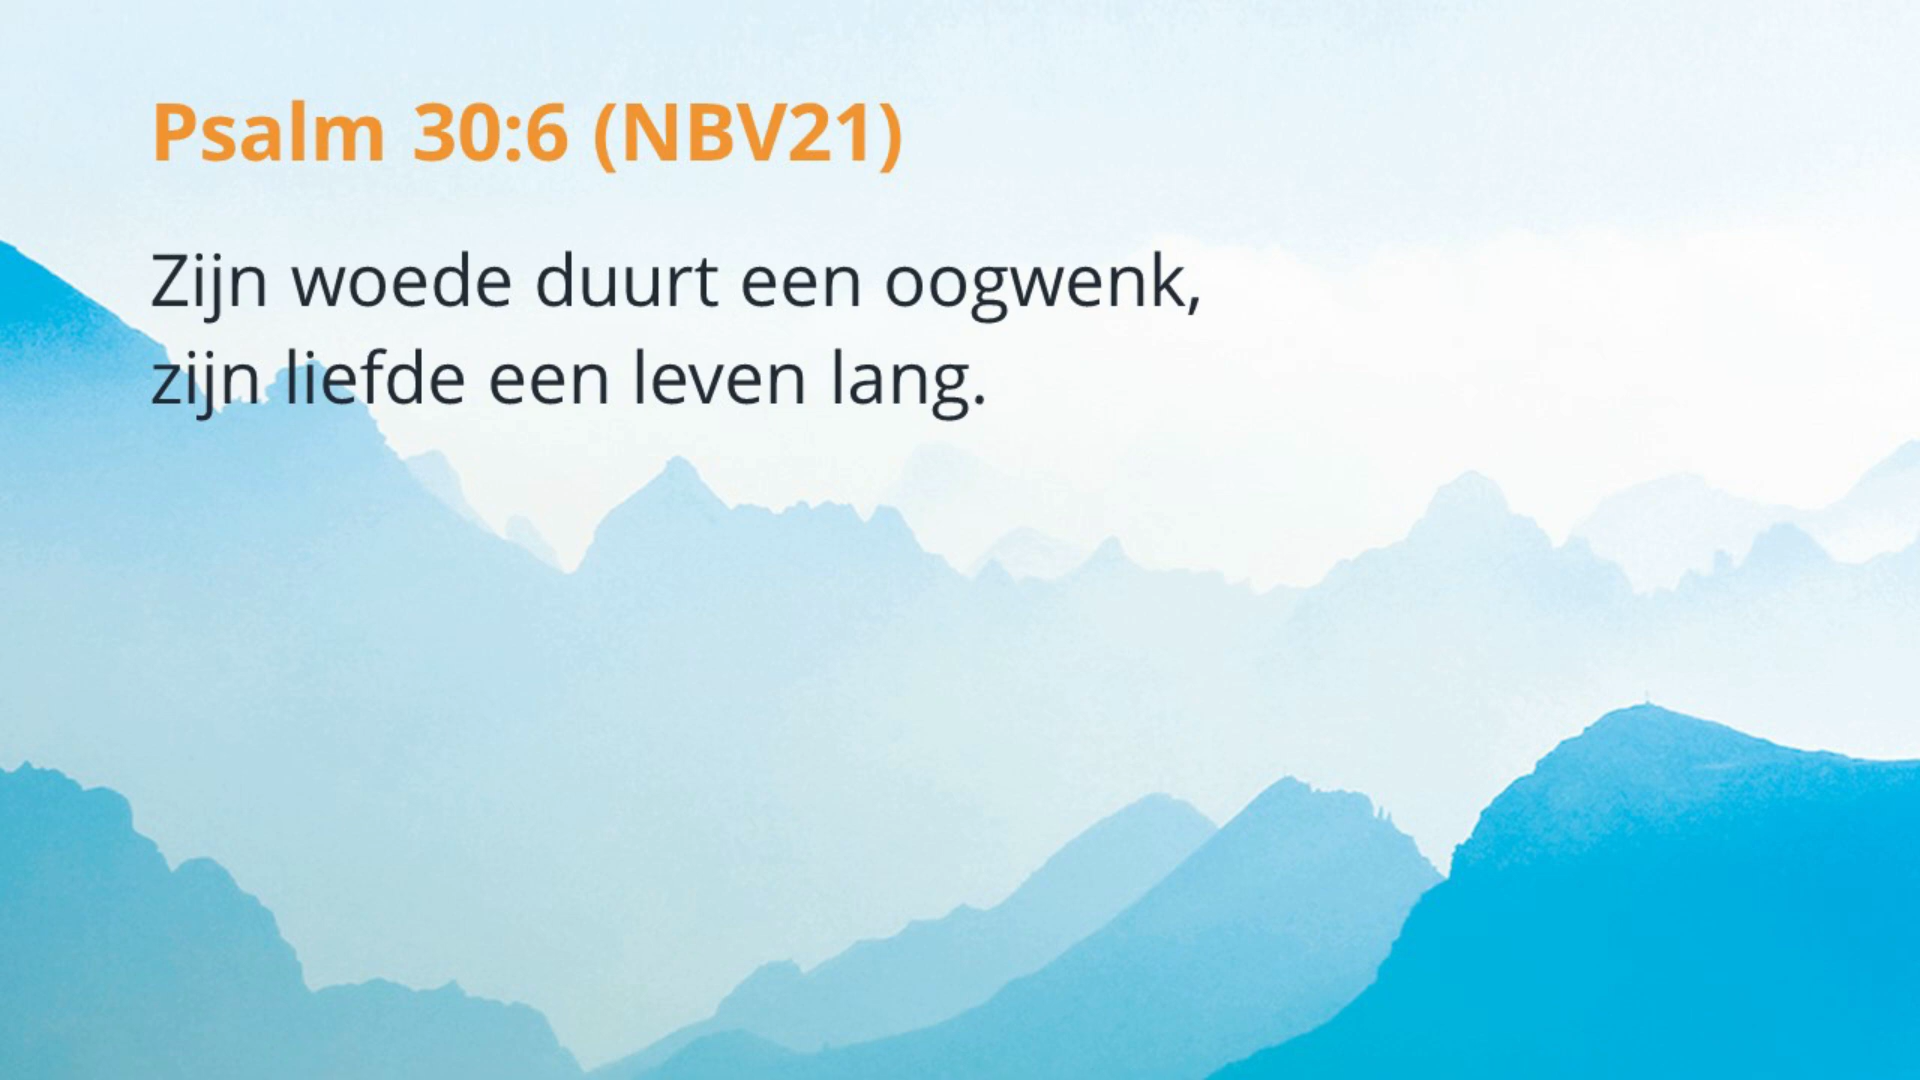 Psalm 30:6 (NBV21)
Zijn woede duurt een oogwenk,
zijn liefde een leven lang.